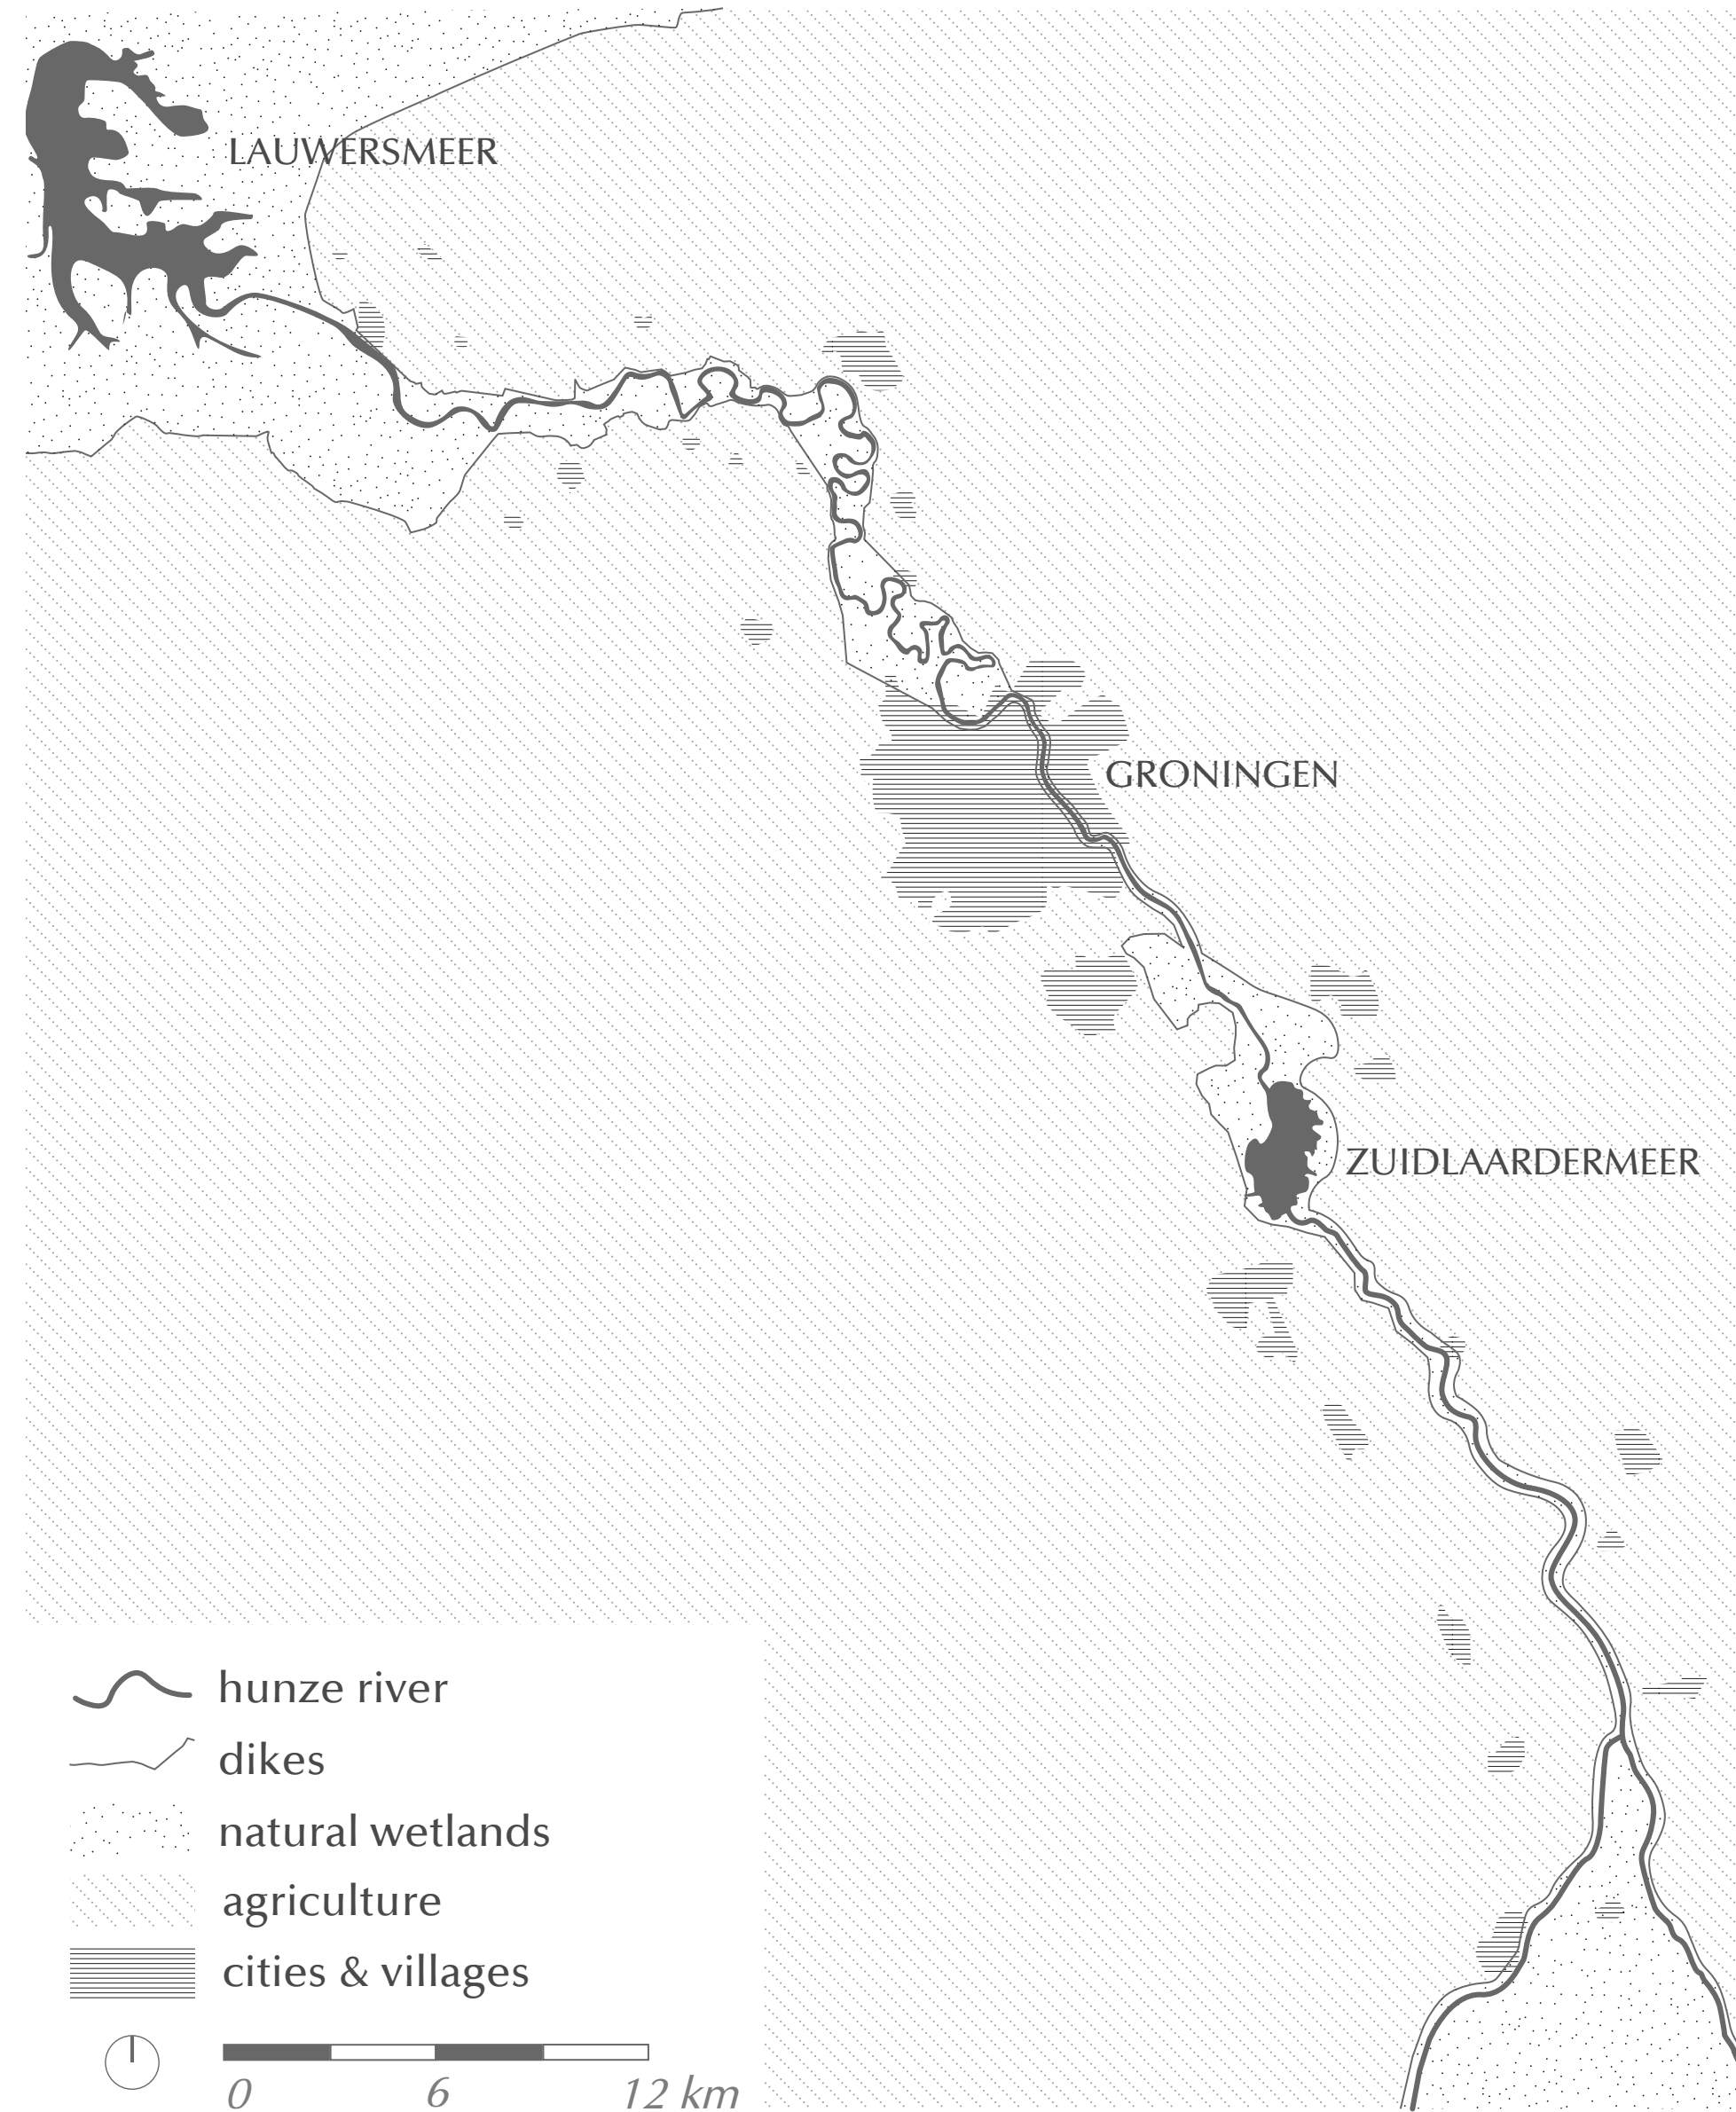 LAUWERSMEER
GRONINGEN
ZUIDLAARDERMEER
hunze river
dikes
natural wetlands
agriculture
cities & villages
0 6 12 km